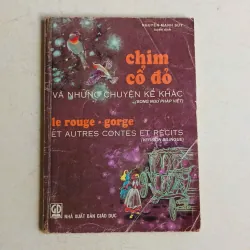 NGUYỄN MẠNH SUÝ
chim
cổ đỏ
VÀ NHỮNG CHUYỆN KỂ KHÁC
(SONG NGỮ PHÁP VIỆT)
le rouge - gorge
ET AUTRES CONTES ET RÉCITS
NHÀ XUẤT BẢN GIÁO DỤC